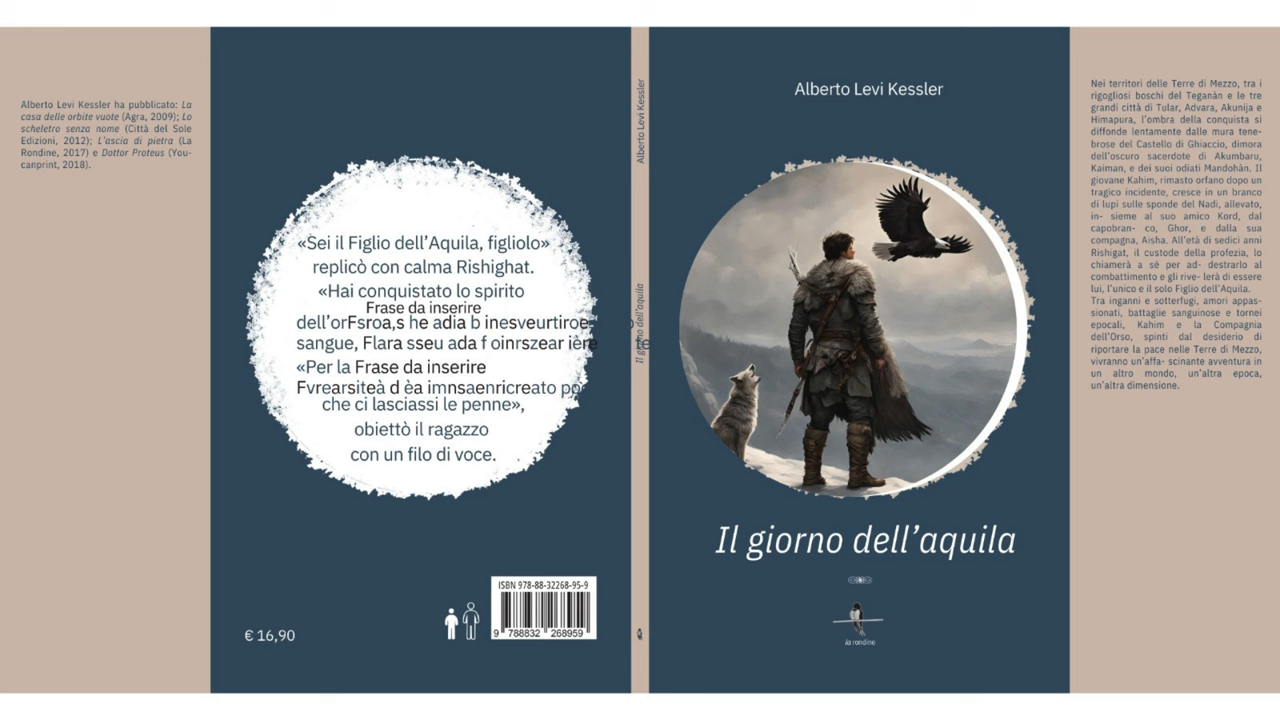 Alberto Levi Kessler ha pubblicato: La
casa delle orbite vuote (Agra, 2009); Lo
scheletro senza nome (Città del Sole
Edizioni, 2012); L'ascia di pietra (La
Rondine, 2017) e Dottor Proteus (You-
canprint, 2018).
«Sei il Figlio dell'Aquila, figliolo»
replicò con calma Rishighat.
«Hai conquistato lo spirito
Frase da inserire
sangue,
«Per la Frase da inserire
che ci lasciassi le penne»,
obiettò il ragazzo
con un filo di voce.
€ 16,90
ISBN 978-88-32268-95-9
9 788832 268959
Alberto Levi Kessler
Il giorno dell'aquila
Alberto Levi Kessler
Il giorno dell'aquila
la rondine
Nei territori delle Terre di Mezzo, tra i
rigogliosi boschi del Teganàn e le tre
grandi città di Tular, Advara, Akunija e
Himapura, l'ombra della conquista si
diffonde lentamente dalle mura tene-
brose del Castello di Ghiaccio, dimora
dell'oscuro sacerdote di Akumbaru,
Kaiman, e dei suoi odiati Mandohàn. Il
giovane Kahim, rimasto orfano dopo un
tragico incidente, cresce in un branco
di lupi sulle sponde del Nadi, allevato,
in- sieme al suo amico Kord, dal
capobran- co, Ghor, e dalla sua
compagna, Aisha. All'età di sedici anni
Rishigat, il custode della profezia, lo
chiamerà a sé per ad- destrarlo al
combattimento e gli rive- lerà di essere
lui, l'unico e il solo Figlio dell'Aquila.
Tra inganni e sotterfugi, amori appas-
sionati, battaglie sanguinose e tornei
epocali, Kahim e la Compagnia
dell'Orso, spinti dal desiderio di
riportare la pace nelle Terre di Mezzo,
vivranno un'affa- scinante avventura in
un altro mondo, un'altra epoca,
un'altra dimensione.